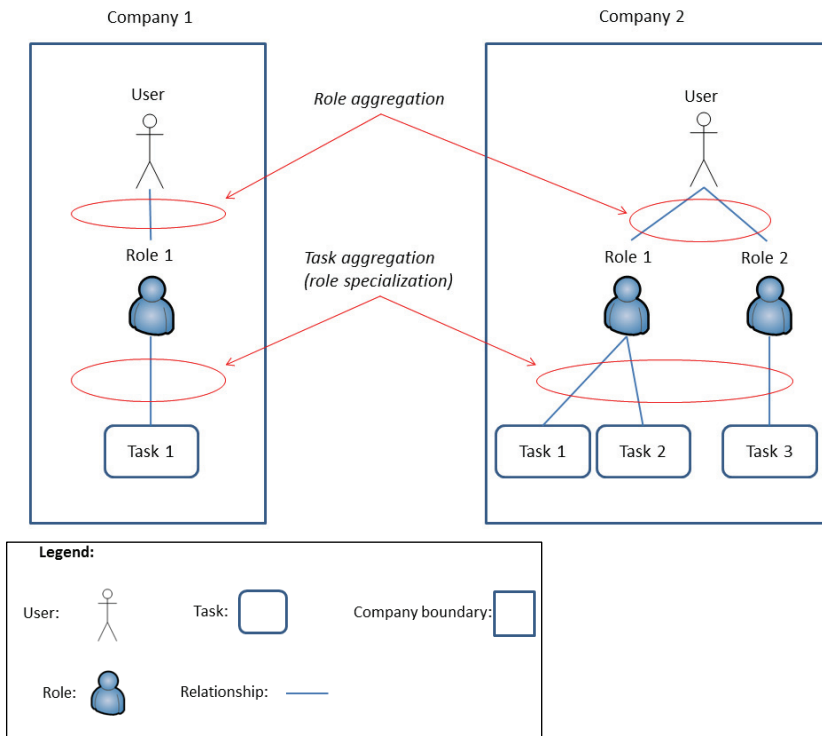 Company 1
Company 2
User
Role aggregation
User
Role 1
Task aggregation
(role specialization)
Role 1
Role 2
Task 1
Task 1
Task 2
Task 3
Legend:
User:
Task:
Company boundary:
Role:
Relationship: